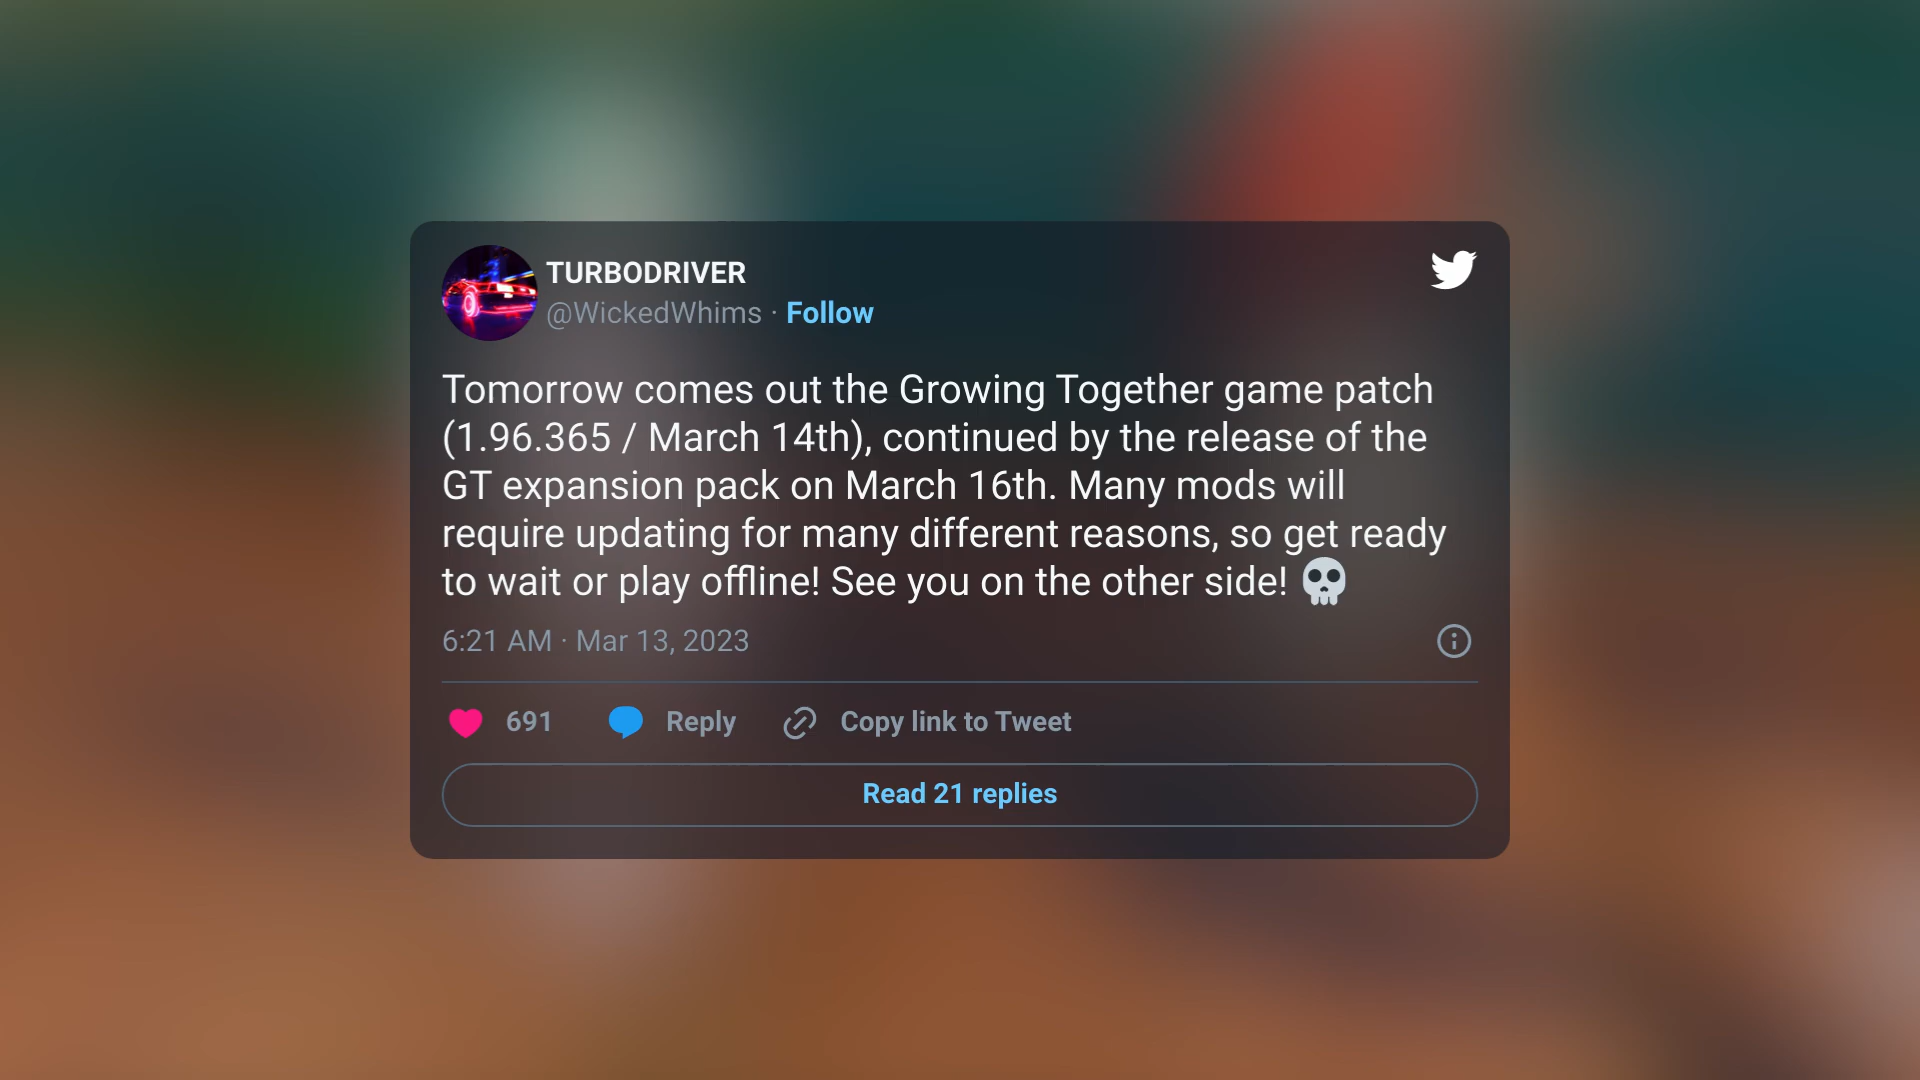 TURBODRIVER
@WickedWhims · Follow
Tomorrow comes out the Growing Together game patch
(1.96.365 / March 14th), continued by the release of the
GT expansion pack on March 16th. Many mods will
require updating for many different reasons, so get ready
to wait or play offline! See you on the other side! 💀
6:21 AM · Mar 13, 2023
691 Reply Copy link to Tweet
Read 21 replies